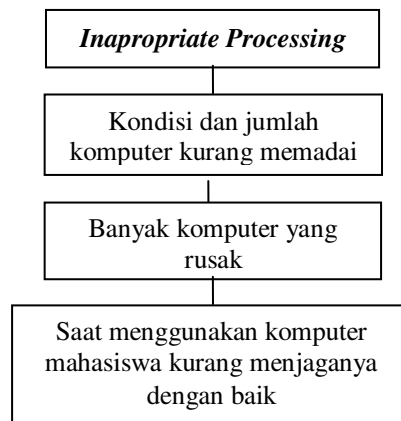 Inapropriate Processing
Kondisi dan jumlah
komputer kurang memadai
Banyak komputer yang
rusak
Saat menggunakan komputer
mahasiswa kurang menjaganya
dengan baik